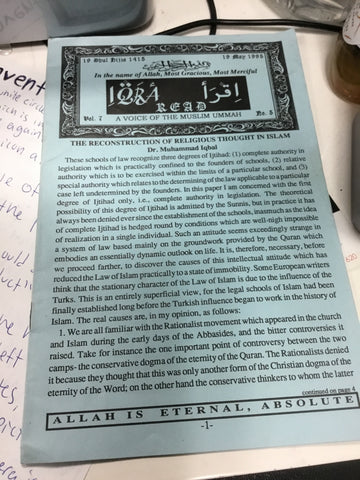 19 Dhul Hijja 1415
19 May 1995
In the name of Allah, Most Gracious, Most Merciful
IQRA
اقرأ
READ
Vol. 7
No. 5
A VOICE OF THE MUSLIM UMMAH
THE RECONSTRUCTION OF RELIGIOUS THOUGHT IN ISLAM
Dr. Muhammad Iqbal
These schools of law recognize three degrees of Ijtihad: (1) complete authority in
legislation which is practically confined to the founders of schools, (2) relative
authority which is to be exercised within the limits of a particular school, and (3)
special authority which relates to the determining of the law applicable to a particular
case left undetermined by the founders. In this paper I am concerned with the first
degree of Ijtihad only, i.e., complete authority in legislation. The theoretical
possibility of this degree of Ijtihad is admitted by the Sunnis, but in practice it has
always been denied ever since the establishment of the schools, inasmuch as the idea
of complete Ijtihad is hedged round by conditions which are well-nigh impossible
of realization in a single individual. Such an attitude seems exceedingly strange in
a system of law based mainly on the groundwork provided by the Quran which
embodies an essentially dynamic outlook on life. It is, therefore, necessary, before
we proceed farther, to discover the causes of this intellectual attitude which has
reduced the Law of Islam practically to a state of immobility. Some European writers
think that the stationary character of the Law of Islam is due to the influence of the
Turks. This is an entirely superficial view, for the legal schools of Islam had been
finally established long before the Turkish influence began to work in the history of
Islam. The real causes are, in my opinion, as follows:
1. We are all familiar with the Rationalist movement which appeared in the church
and Islam during the early days of the Abbasides, and the bitter controversies it
raised. Take for instance the one important point of controversy between the two
camps- the conservative dogma of the eternity of the Quran. The Rationalists denied
it because they thought that this was only another form of the Christian dogma of the
eternity of the Word; on the other hand the conservative thinkers to whom the latter
continued on page 4
ALLAH IS ETERNAL, ABSOLUTE
-1-